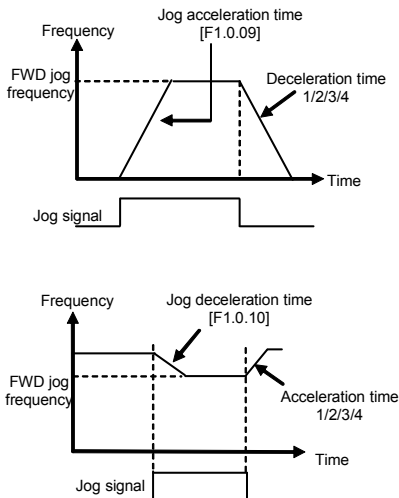 Frequency
Jog acceleration time
[F1.0.09]
FWD jog
frequency
Deceleration time
1/2/3/4
Time
Jog signal
Frequency
Jog deceleration time
[F1.0.10]
FWD jog
frequency
Acceleration time
1/2/3/4
Time
Jog signal